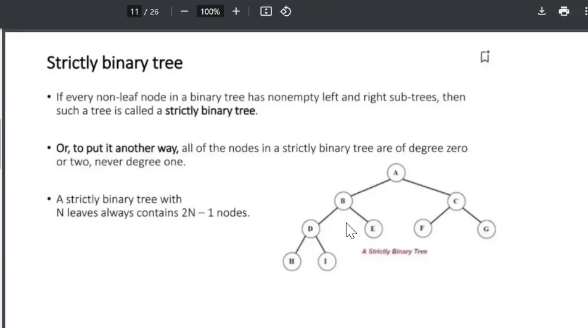 11 / 26 — 100% +
Strictly binary tree
• If every non-leaf node in a binary tree has nonempty left and right sub-trees, then
such a tree is called a strictly binary tree.
• Or, to put it another way, all of the nodes in a strictly binary tree are of degree zero
or two, never degree one.
• A strictly binary tree with
N leaves always contains 2N – 1 nodes.
A
B C
D E F G
H I
A Strictly Binary Tree